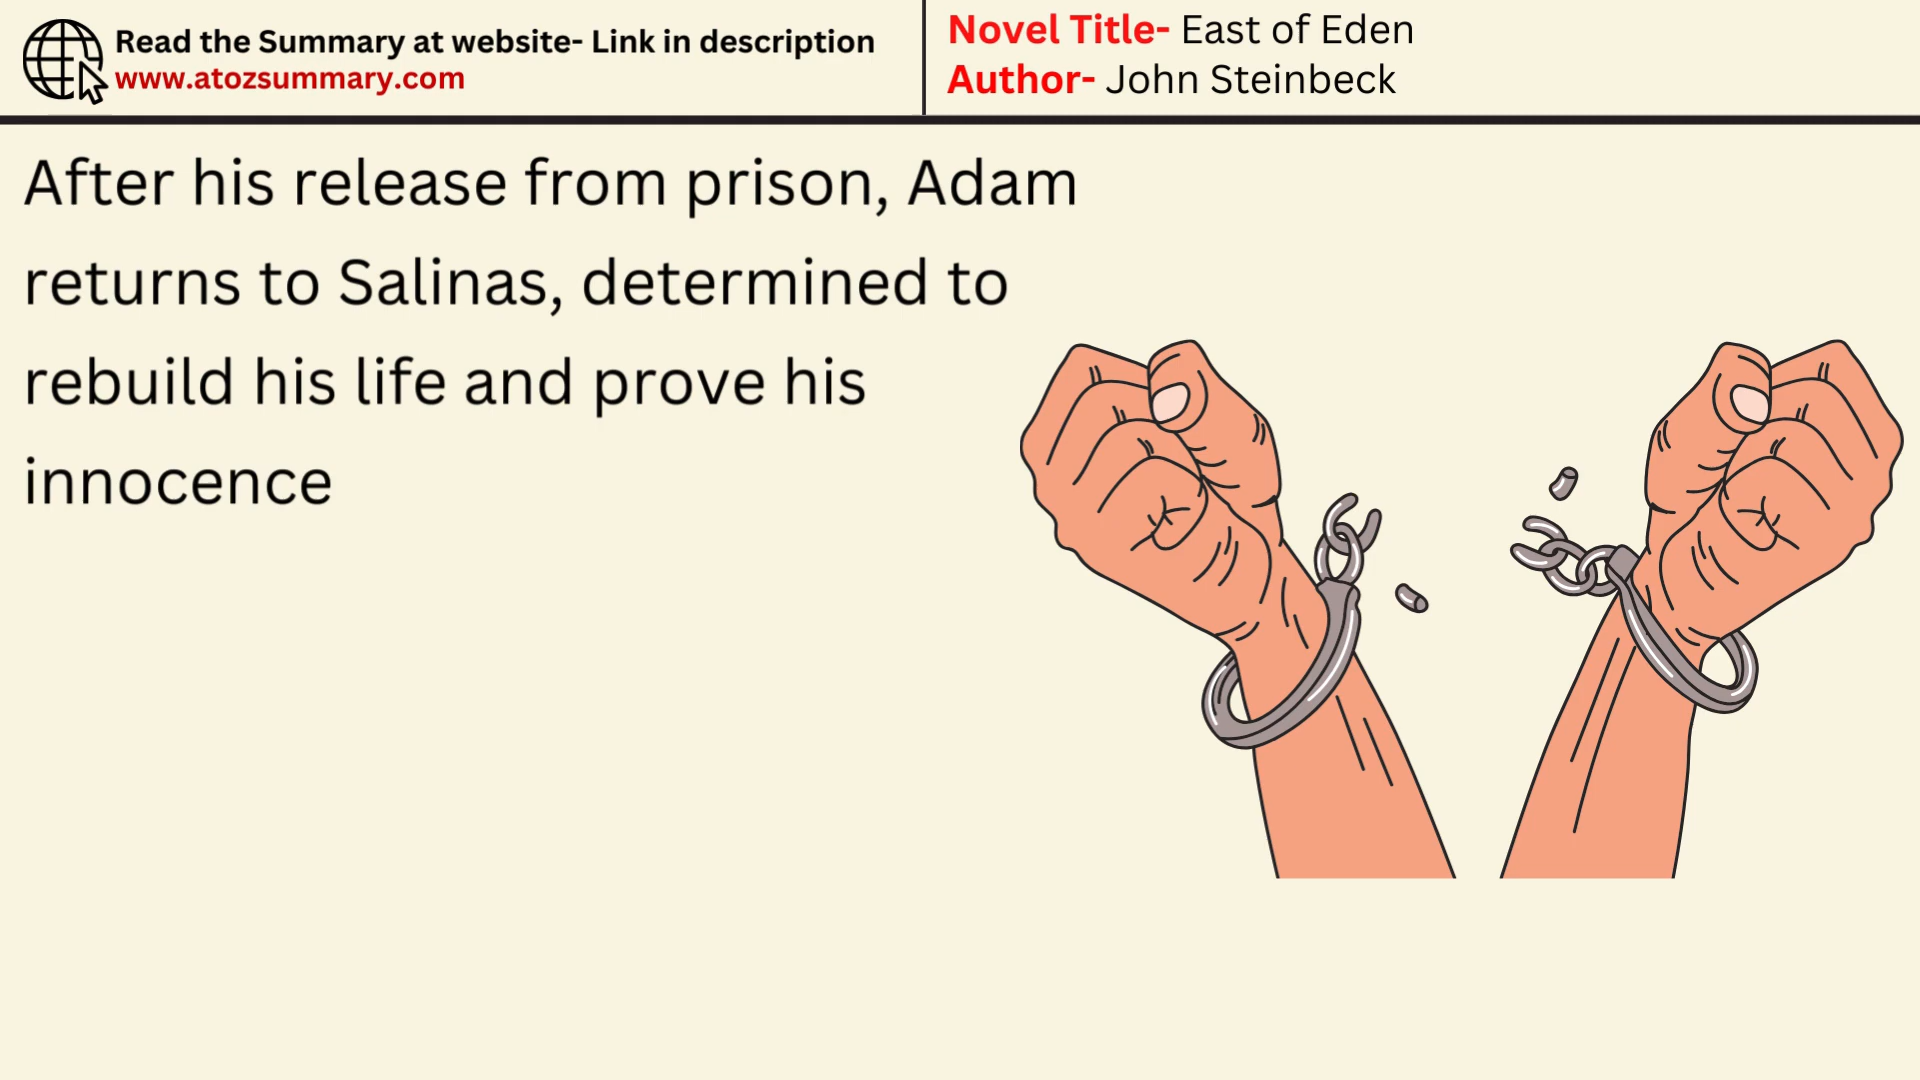 Read the Summary at website- Link in description
www.atozsummary.com
Novel Title- East of Eden
Author- John Steinbeck
After his release from prison, Adam
returns to Salinas, determined to
rebuild his life and prove his
innocence